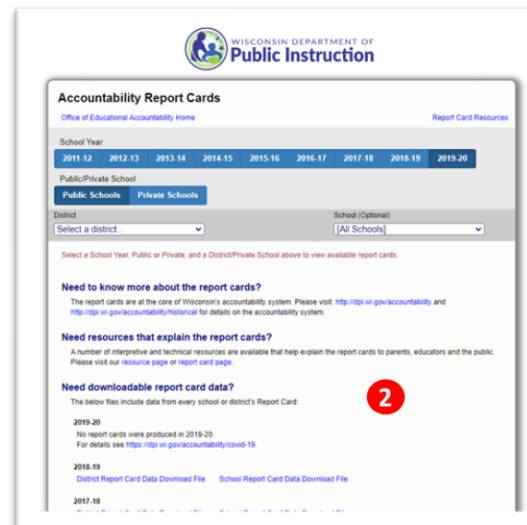 WISCONSIN DEPARTMENT OF
Public Instruction
Accountability Report Cards
Office of Educational Accountability Home
Report Card Resources
School Year
2011-12 2012-13 2013-14 2014-15 2015-16 2016-17 2017-18 2018-19 2019-20
Public/Private School
Public Schools Private Schools
District School (Optional)
Select a district... [All Schools]
Select a School Year, Public or Private, and a District/Private School above to view available report cards.
Need to know more about the report cards?
The report cards are at the core of Wisconsin's accountability system. Please visit: http://dpi.wi.gov/accountability and
http://dpi.wi.gov/accountability/historical for details on the accountability system.
Need resources that explain the report cards?
A number of interpretive and technical resources are available that help explain the report cards to parents, educators and the public.
Please visit our resource page or report card page.
Need downloadable report card data?
The below files include data from every school or district's Report Card:
2
2019-20
No report cards were produced in 2019-20.
For details see https://dpi.wi.gov/accountability/covid-19.
2018-19
District Report Card Data Download File School Report Card Data Download File
2017-18